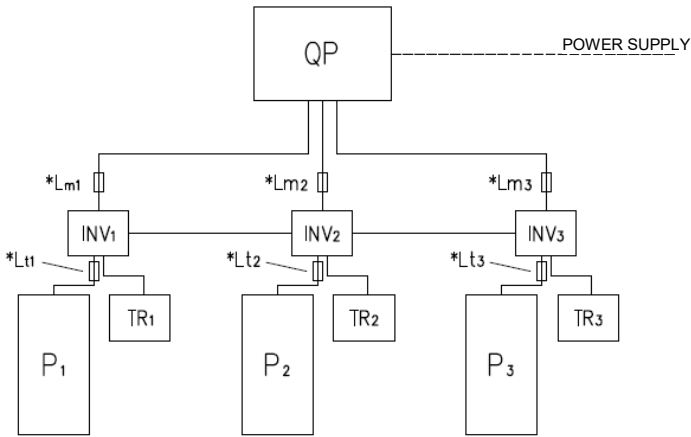 QP
POWER SUPPLY
*Lm1
*Lm2
*Lm3
INV1
INV2
INV3
*Lt1
*Lt2
*Lt3
P1
TR1
P2
TR2
P3
TR3